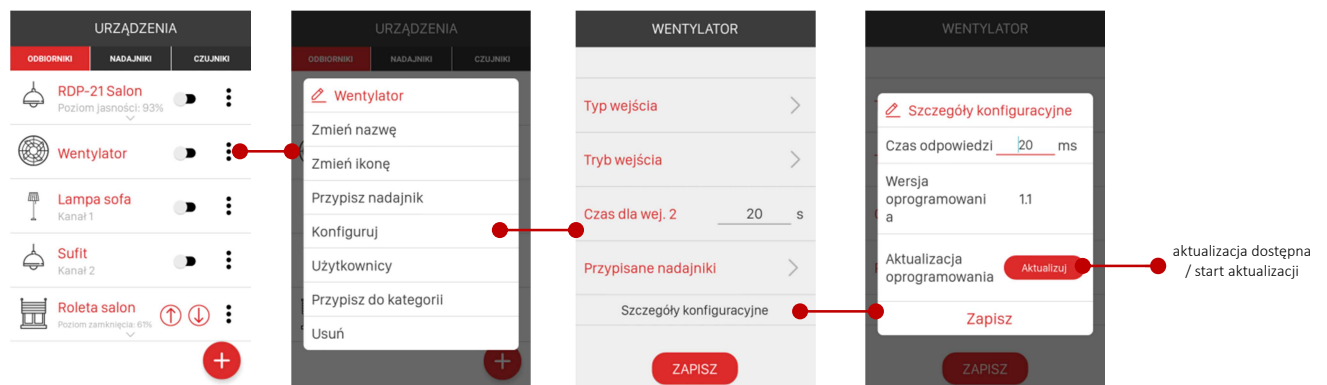 URZĄDZENIA
ODBIORNIKI NADAJNIKI CZUJNIKI
RDP-21 Salon
Poziom jasności: 93%
Wentylator
Lampa sofa
Kanał 1
Sufit
Kanał 2
Roleta salon
Poziom zamknięcia: 61%
URZĄDZENIA
ODBIORNIKI NADAJNIKI CZUJNIKI
Wentylator
Zmień nazwę
Zmień ikonę
Przypisz nadajnik
Konfiguruj
Użytkownicy
Przypisz do kategorii
Usuń
WENTYLATOR
Typ wejścia
Tryb wejścia
Czas dla wej. 2 20 s
Przypisane nadajniki
Szczegóły konfiguracyjne
ZAPISZ
WENTYLATOR
Szczegóły konfiguracyjne
Czas odpowiedzi 20 ms
Wersja
oprogramowani 1.1
a
Aktualizacja
oprogramowania Aktualizuj
Zapisz
ZAPISZ
aktualizacja dostępna
/ start aktualizacji